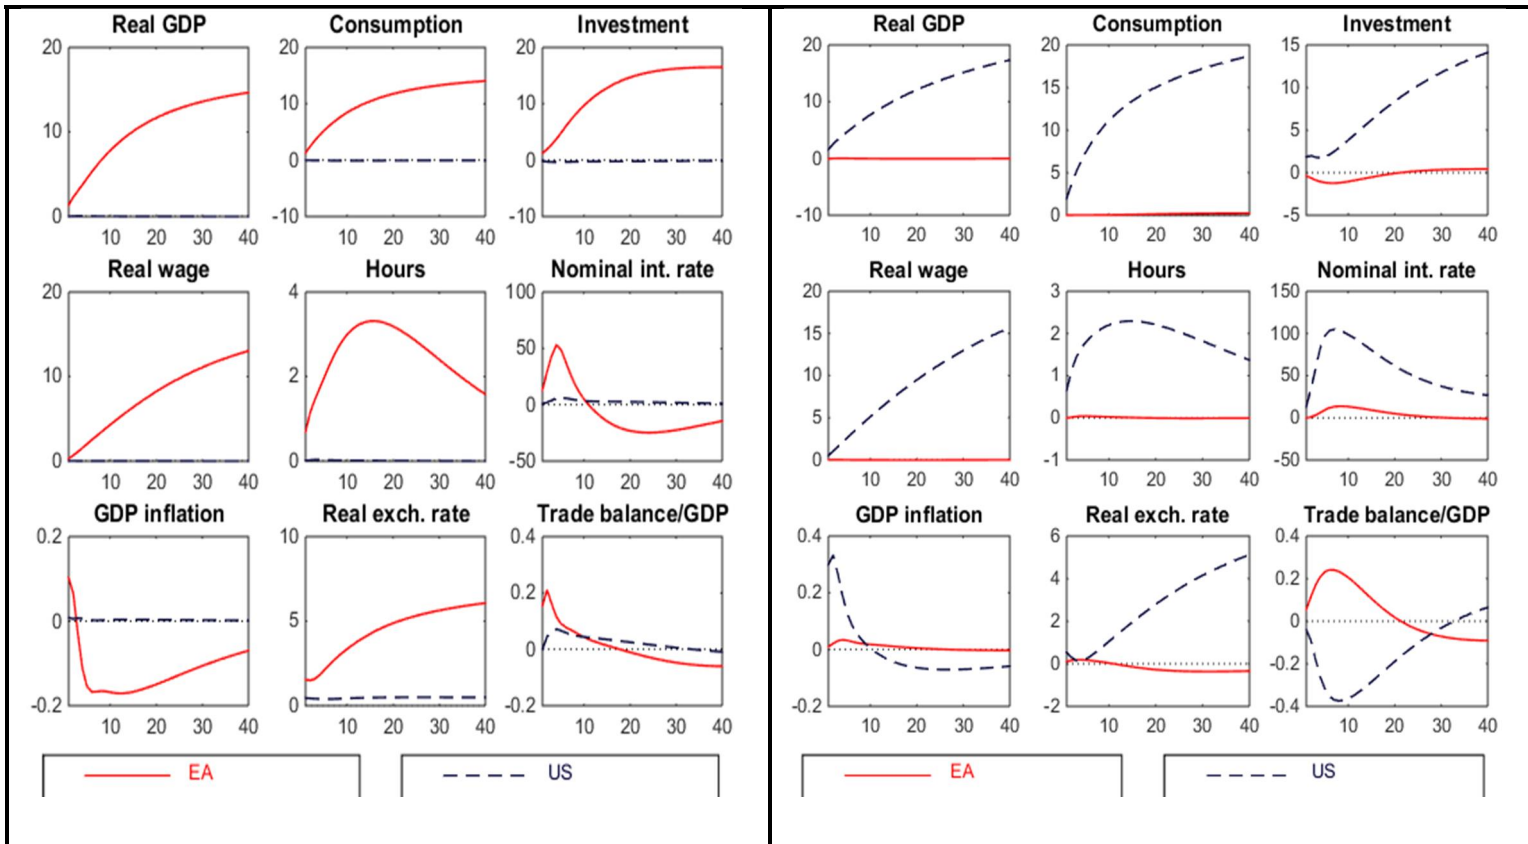 Real GDP Consumption Investment
20 20 20
10 10 10
0 0 0
-10 -10
10 20 30 40 10 20 30 40 10 20 30 40
Real wage Hours Nominal int. rate
20 4 100
10 2 50
0 0 0
-50
10 20 30 40 10 20 30 40 10 20 30 40
GDP inflation Real exch. rate Trade balance/GDP
0.2 10 0.4
0 5 0.2
-0.2 0 0
-0.2
10 20 30 40 10 20 30 40 10 20 30 40
EA US
Real GDP Consumption Investment
20 20 15
10 15 10
0 10 5
-10 5 0
0 -5
10 20 30 40 10 20 30 40 10 20 30 40
Real wage Hours Nominal int. rate
20 3 150
15 2 100
10 1 50
5 0 0
0 -1 -50
10 20 30 40 10 20 30 40 10 20 30 40
GDP inflation Real exch. rate Trade balance/GDP
0.4 6 0.4
0.2 4 0.2
0 2 0
-0.2 0 -0.2
-2 -0.4
10 20 30 40 10 20 30 40 10 20 30 40
EA US